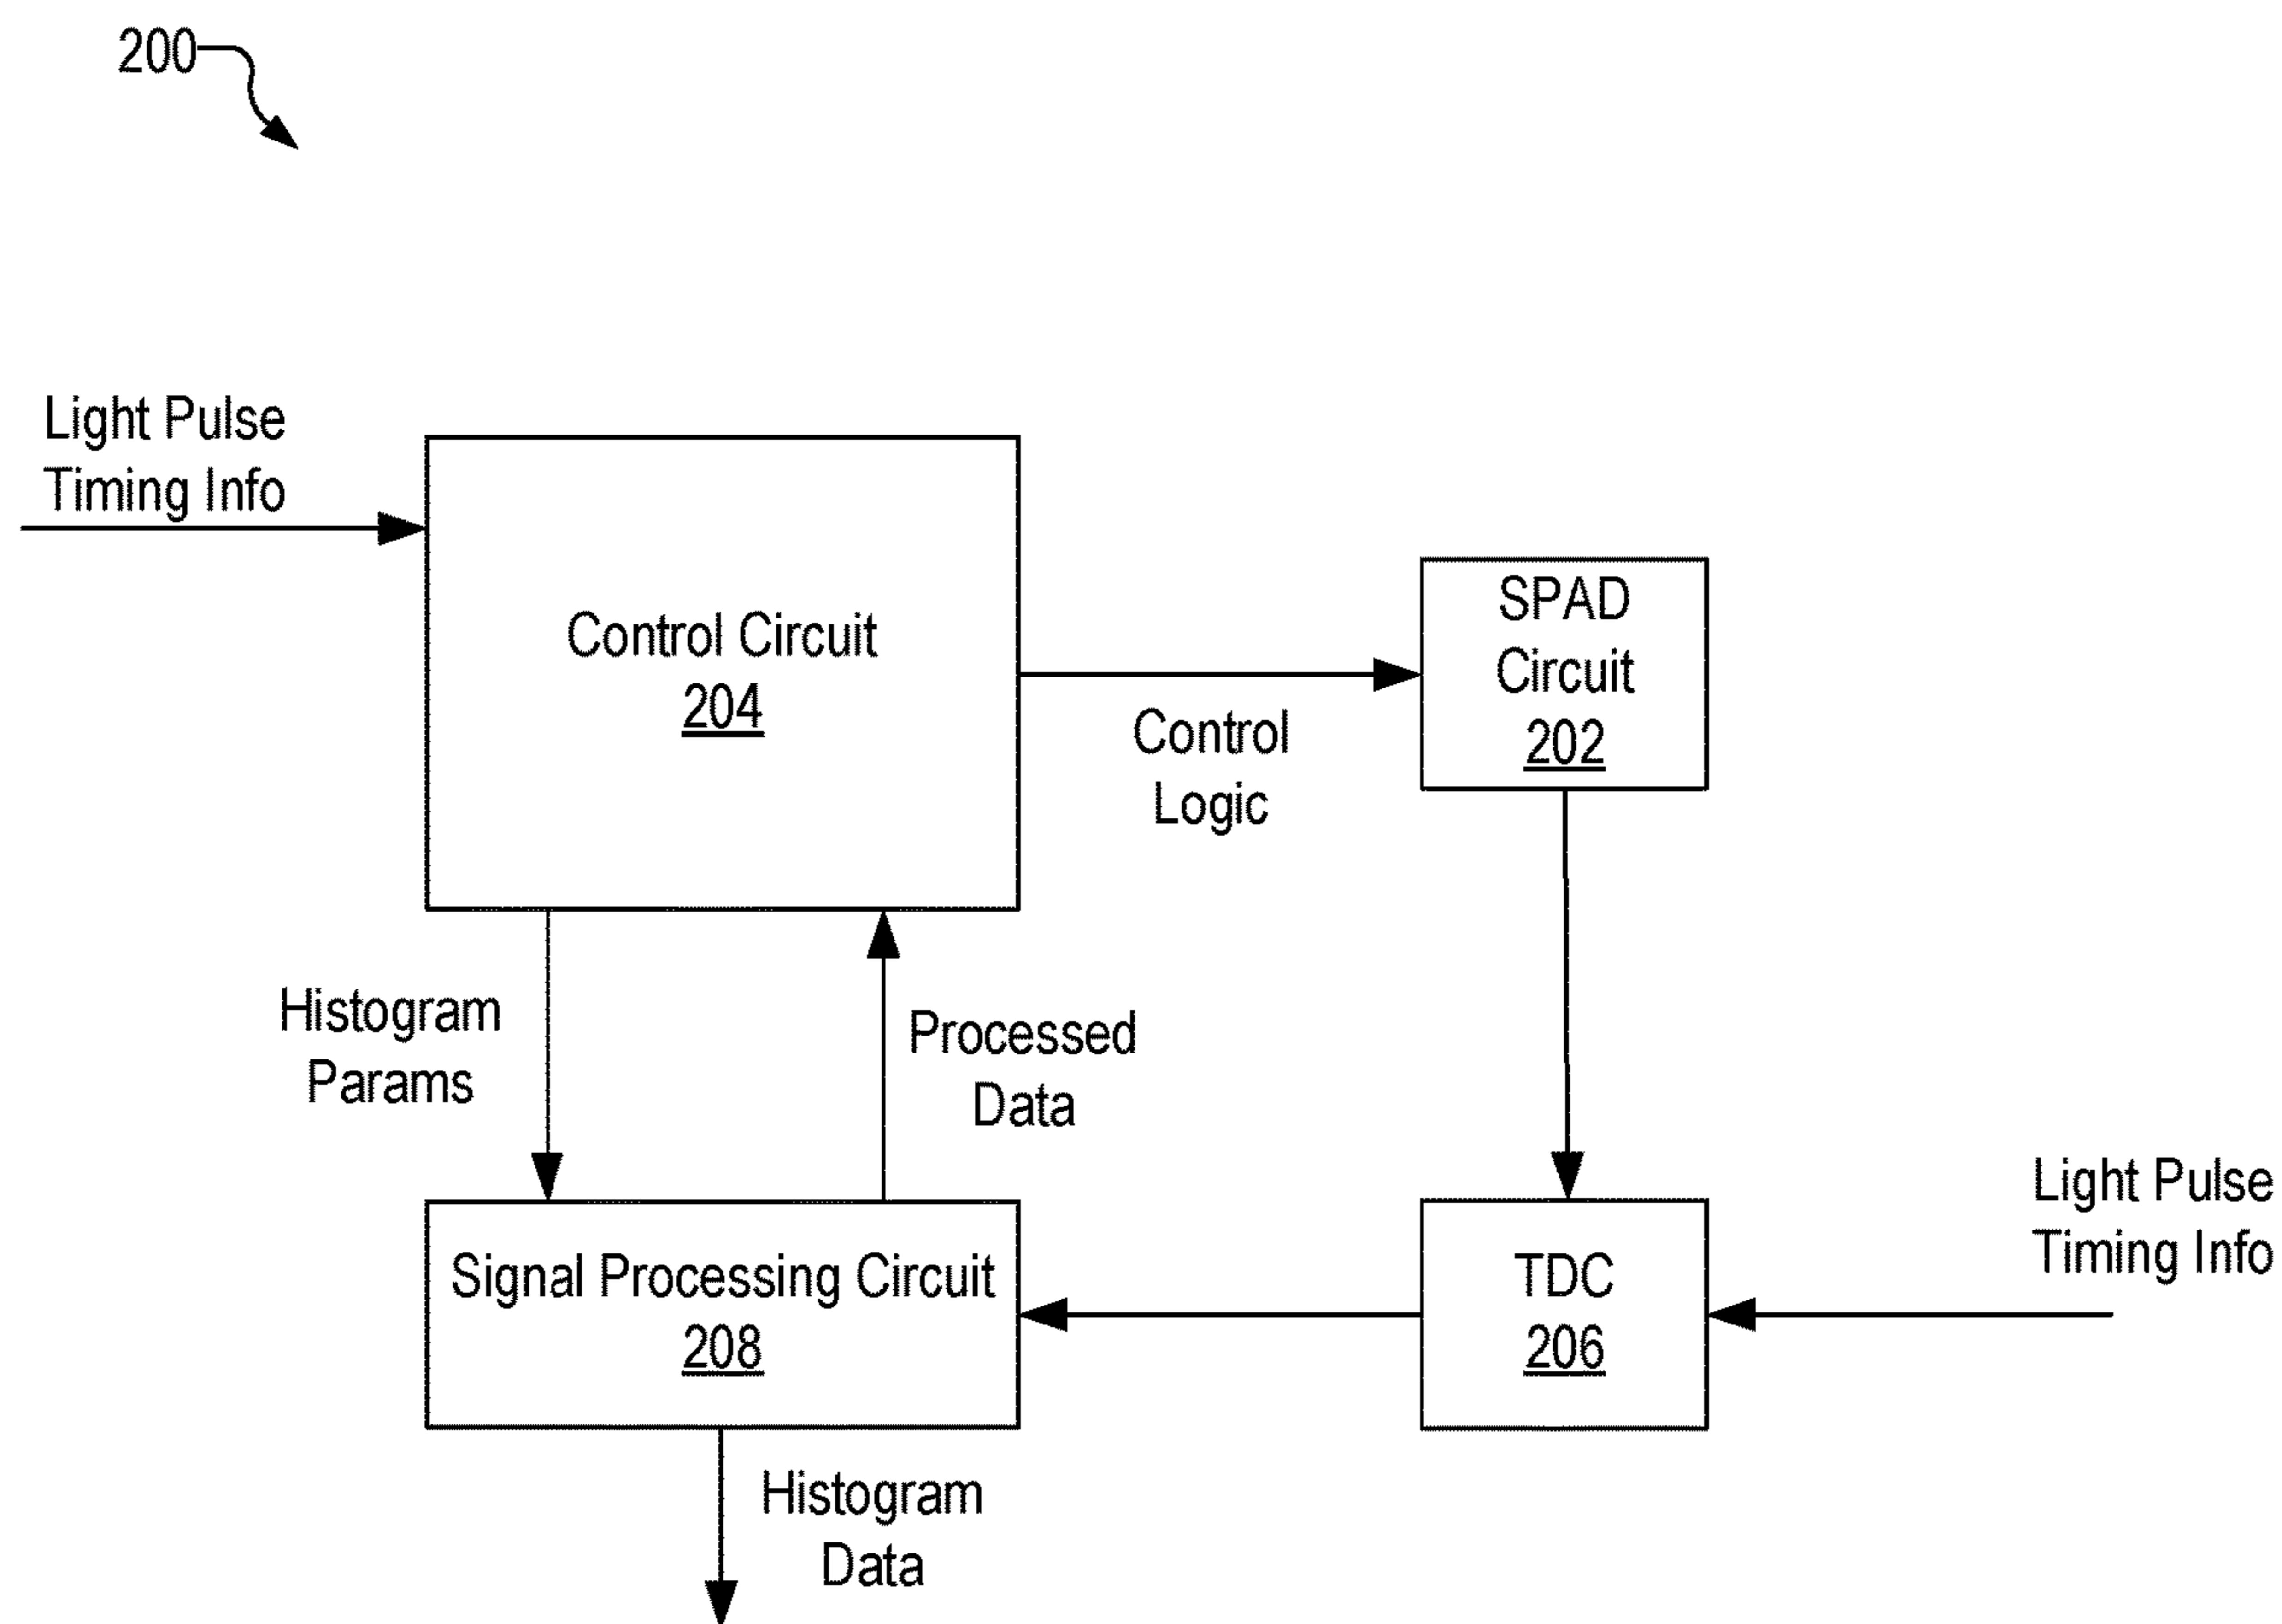 200
Light Pulse
Timing Info
Control Circuit
204
SPAD
Circuit
202
Control
Logic
Histogram
Params
Processed
Data
Light Pulse
Timing Info
Signal Processing Circuit
208
TDC
206
Histogram
Data